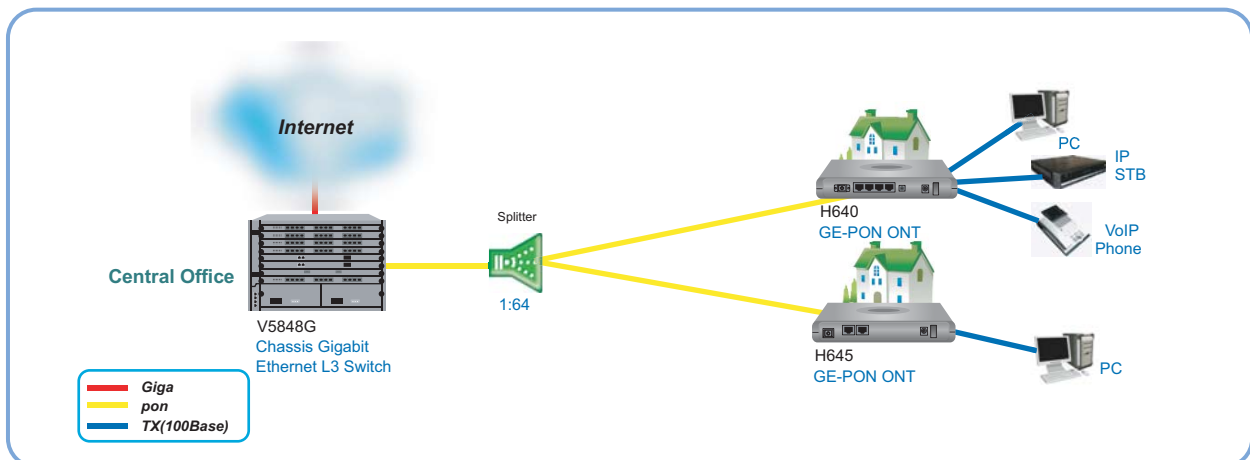 Internet
Central Office
V5848G
Chassis Gigabit
Ethernet L3 Switch
Splitter
1:64
H640
GE-PON ONT
PC
IP
STB
VoIP
Phone
H645
GE-PON ONT
PC
Giga
pon
TX(100Base)